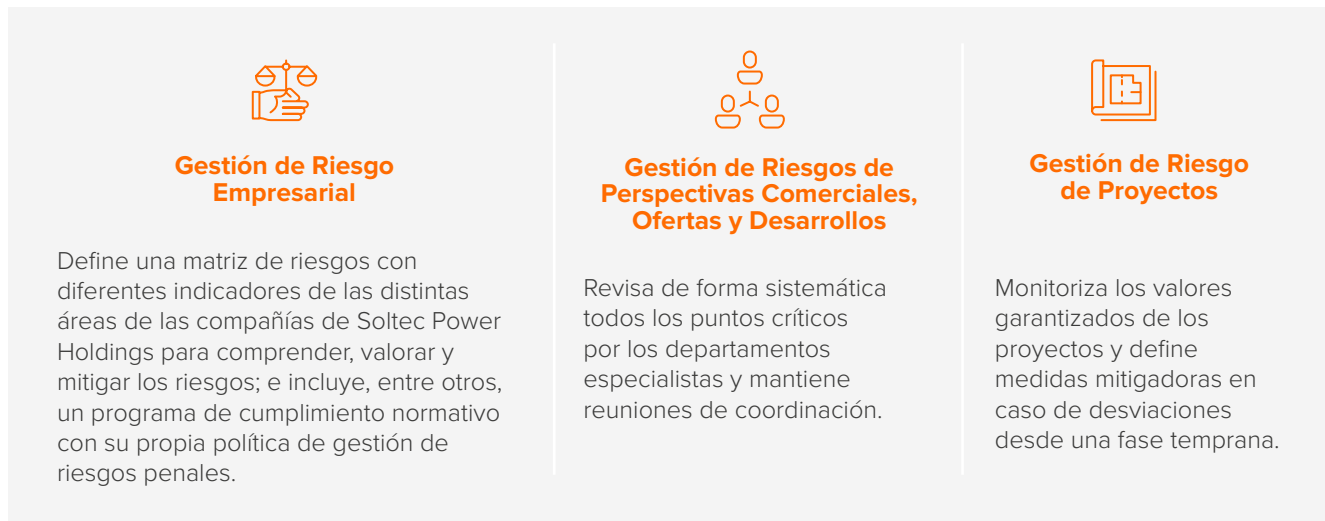 Gestión de Riesgo
Empresarial
Define una matriz de riesgos con
diferentes indicadores de las distintas
áreas de las compañías de Soltec Power
Holdings para comprender, valorar y
mitigar los riesgos; e incluye, entre otros,
un programa de cumplimiento normativo
con su propia política de gestión de
riesgos penales.
Gestión de Riesgos de
Perspectivas Comerciales,
Ofertas y Desarrollos
Revisa de forma sistemática
todos los puntos críticos
por los departamentos
especialistas y mantiene
reuniones de coordinación.
Gestión de Riesgo
de Proyectos
Monitoriza los valores
garantizados de los
proyectos y define
medidas mitigadoras en
caso de desviaciones
desde una fase temprana.